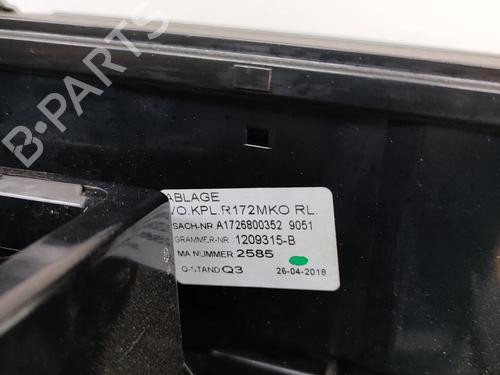 B-PARTS
ABLAGE
VO.KPL.R172MKO RL.
SACH-NR A1726800352 9051
GRAMMER-NR. 1209315-B
MA NUMMER 2585
Q-STAND Q3 26-04-2018